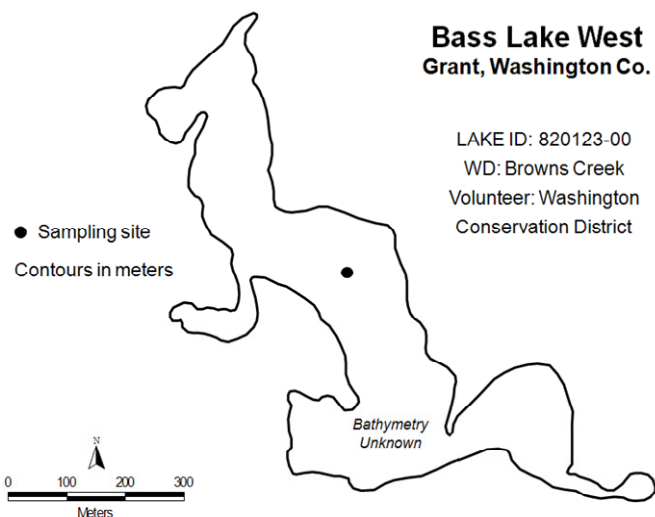 Bass Lake West
Grant, Washington Co.
LAKE ID: 820123-00
WD: Browns Creek
Volunteer: Washington
Conservation District
Sampling site
Contours in meters
Bathymetry
Unknown
N
0 100 200 300
Meters